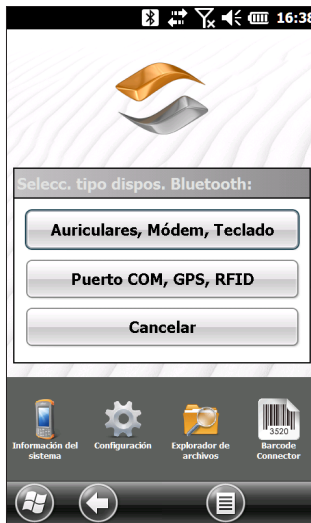 16:38
Selecc. tipo dispos. Bluetooth:
Auriculares, Módem, Teclado
Puerto COM, GPS, RFID
Cancelar
3520
Información del
sistema
Configuración
Explorador de
archivos
Barcode
Connector